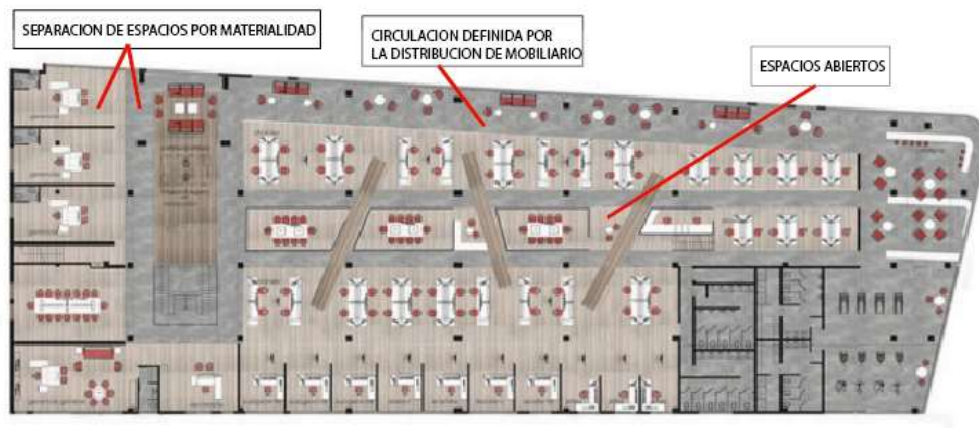 SEPARACION DE ESPACIOS POR MATERIALIDAD
CIRCULACION DEFINIDA POR
LA DISTRIBUCION DE MOBILIARIO
ESPACIOS ABIERTOS